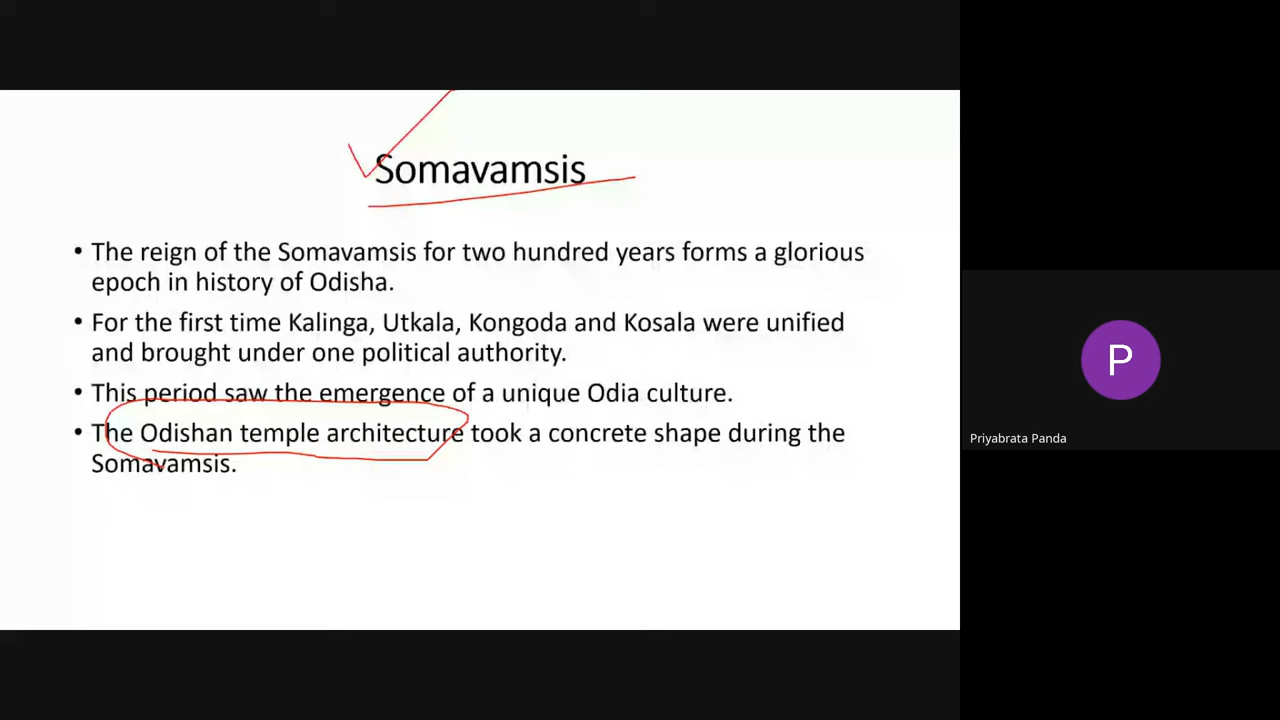 Somavamsis
• The reign of the Somavamsis for two hundred years forms a glorious
epoch in history of Odisha.
• For the first time Kalinga, Utkala, Kongoda and Kosala were unified
and brought under one political authority.
• This period saw the emergence of a unique Odia culture.
• The Odishan temple architecture took a concrete shape during the
Somavamsis.
P
Priyabrata Panda